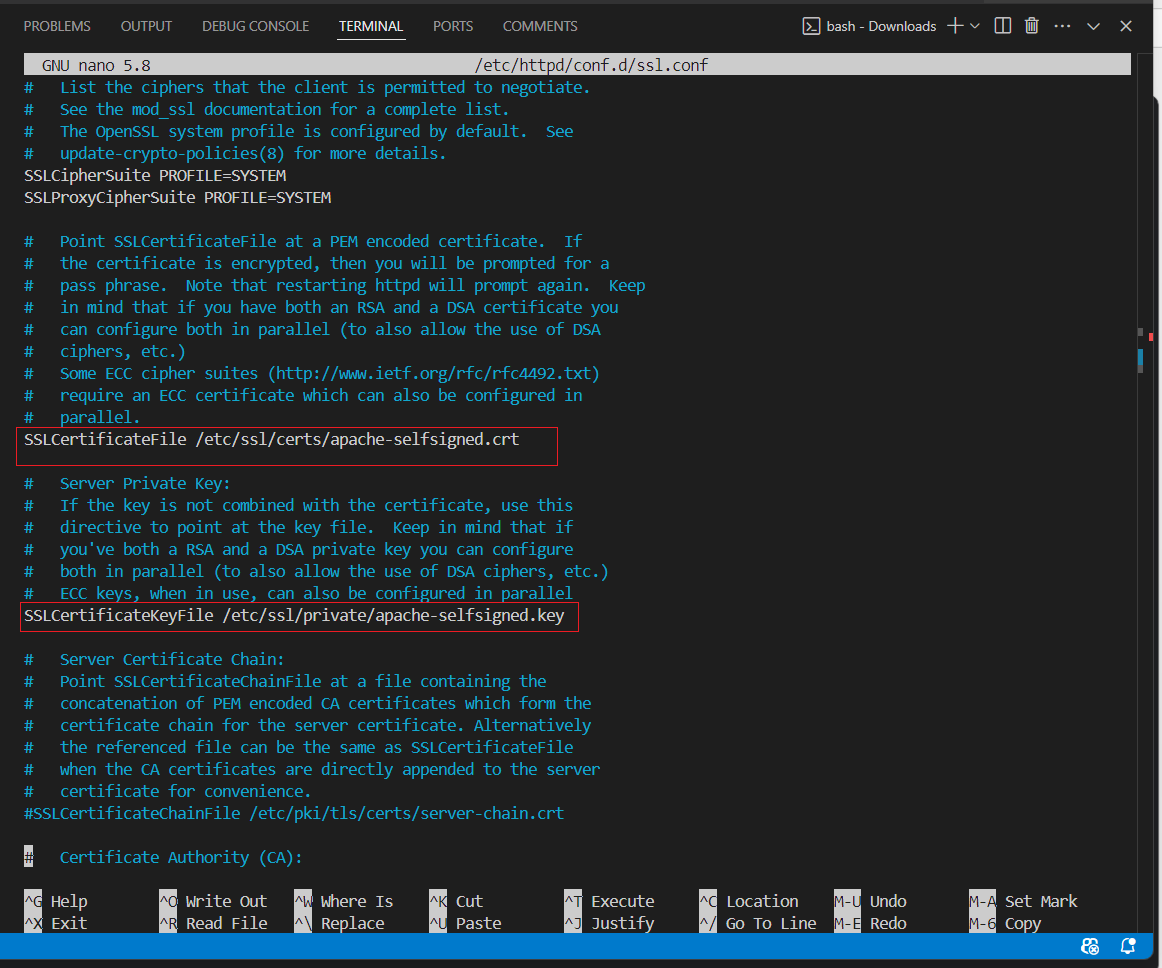 PROBLEMS OUTPUT DEBUG CONSOLE TERMINAL PORTS COMMENTS bash - Downloads
GNU nano 5.8 /etc/httpd/conf.d/ssl.conf
#   List the ciphers that the client is permitted to negotiate.
#   See the mod_ssl documentation for a complete list.
#   The OpenSSL system profile is configured by default.  See
#   update-crypto-policies(8) for more details.
SSLCipherSuite PROFILE=SYSTEM
SSLProxyCipherSuite PROFILE=SYSTEM
#   Point SSLCertificateFile at a PEM encoded certificate.  If
#   the certificate is encrypted, then you will be prompted for a
#   pass phrase.  Note that restarting httpd will prompt again.  Keep
#   in mind that if you have both an RSA and a DSA certificate you
#   can configure both in parallel (to also allow the use of DSA
#   ciphers, etc.)
#   Some ECC cipher suites (http://www.ietf.org/rfc/rfc4492.txt)
#   require an ECC certificate which can also be configured in
#   parallel.
SSLCertificateFile /etc/ssl/certs/apache-selfsigned.crt
#   Server Private Key:
#   If the key is not combined with the certificate, use this
#   directive to point at the key file.  Keep in mind that if
#   you've both a RSA and a DSA private key you can configure
#   both in parallel (to also allow the use of DSA ciphers, etc.)
#   ECC keys, when in use, can also be configured in parallel
SSLCertificateKeyFile /etc/ssl/private/apache-selfsigned.key
#   Server Certificate Chain:
#   Point SSLCertificateChainFile at a file containing the
#   concatenation of PEM encoded CA certificates which form the
#   certificate chain for the server certificate. Alternatively
#   the referenced file can be the same as SSLCertificateFile
#   when the CA certificates are directly appended to the server
#   certificate for convenience.
#SSLCertificateChainFile /etc/pki/tls/certs/server-chain.crt
#   Certificate Authority (CA):
^G Help ^O Write Out ^W Where Is ^K Cut ^T Execute ^C Location M-U Undo M-A Set Mark
^X Exit ^R Read File ^\ Replace ^U Paste ^J Justify ^/ Go To Line M-E Redo M-6 Copy